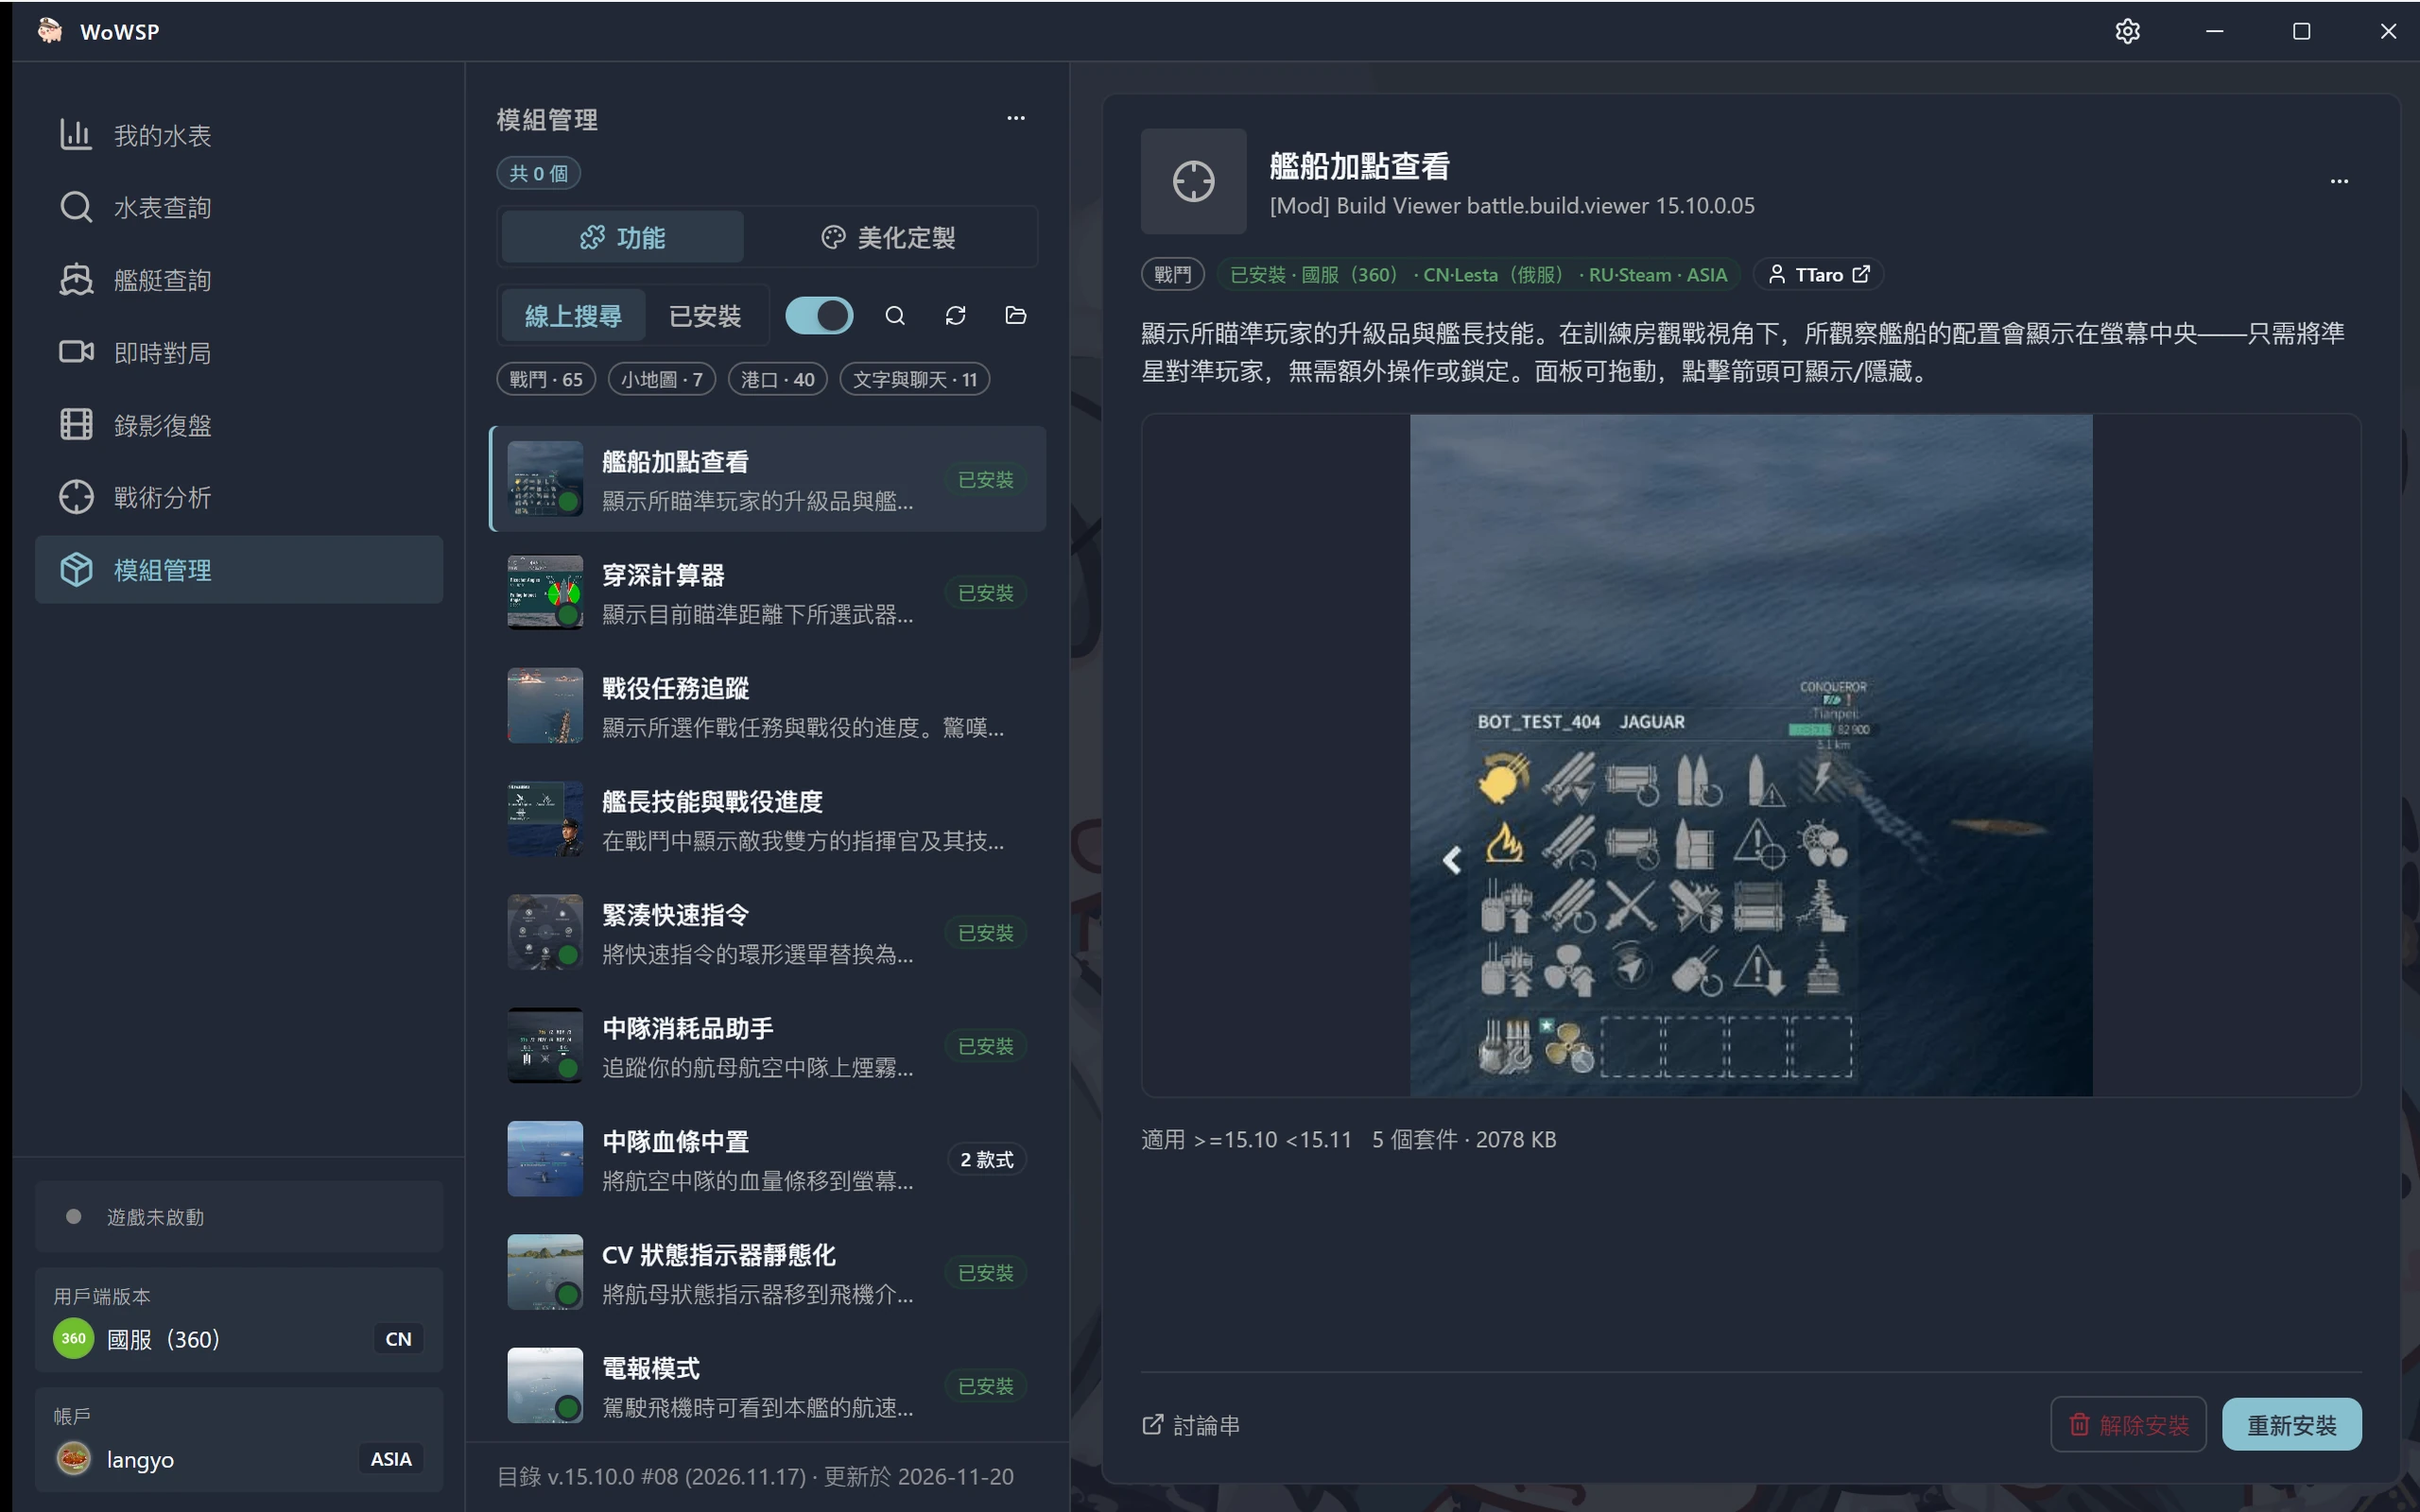 WoWSP
我的水表
水表查詢
艦艇查詢
即時對局
錄影復盤
戰術分析
模組管理
遊戲未啟動
用戶端版本
360 國服（360） CN
帳戶
langyo ASIA
模組管理
共 0 個
功能 美化定製
線上搜尋 已安裝
戰鬥 · 65 小地圖 · 7 港口 · 40 文字與聊天 · 11
艦船加點查看
顯示所瞄準玩家的升級品與艦...
已安裝
穿深計算器
顯示目前瞄準距離下所選武器...
已安裝
戰役任務追蹤
顯示所選作戰任務與戰役的進度。驚嘆...
艦長技能與戰役進度
在戰鬥中顯示敵我雙方的指揮官及其技...
緊湊快速指令
將快速指令的環形選單替換為...
已安裝
中隊消耗品助手
追蹤你的航母航空中隊上煙霧...
已安裝
中隊血條中置
將航空中隊的血量條移到螢幕...
2 款式
CV 狀態指示器靜態化
將航母狀態指示器移到飛機介...
已安裝
電報模式
駕駛飛機時可看到本艦的航速...
已安裝
目錄 v.15.10.0 #08 (2026.11.17) · 更新於 2026-11-20
艦船加點查看
[Mod] Build Viewer battle.build.viewer 15.10.0.05
戰鬥 已安裝 · 國服（360） · CN·Lesta（俄服） · RU·Steam · ASIA TTaro
顯示所瞄準玩家的升級品與艦長技能。在訓練房觀戰視角下，所觀察艦船的配置會顯示在螢幕中央——只需將準
星對準玩家，無需額外操作或鎖定。面板可拖動，點擊箭頭可顯示/隱藏。
CONQUEROR
:Tianpei:
/ 82 900
BOT_TEST_404 JAGUAR
適用 >=15.10 <15.11 5 個套件 · 2078 KB
討論串
解除安裝
重新安裝